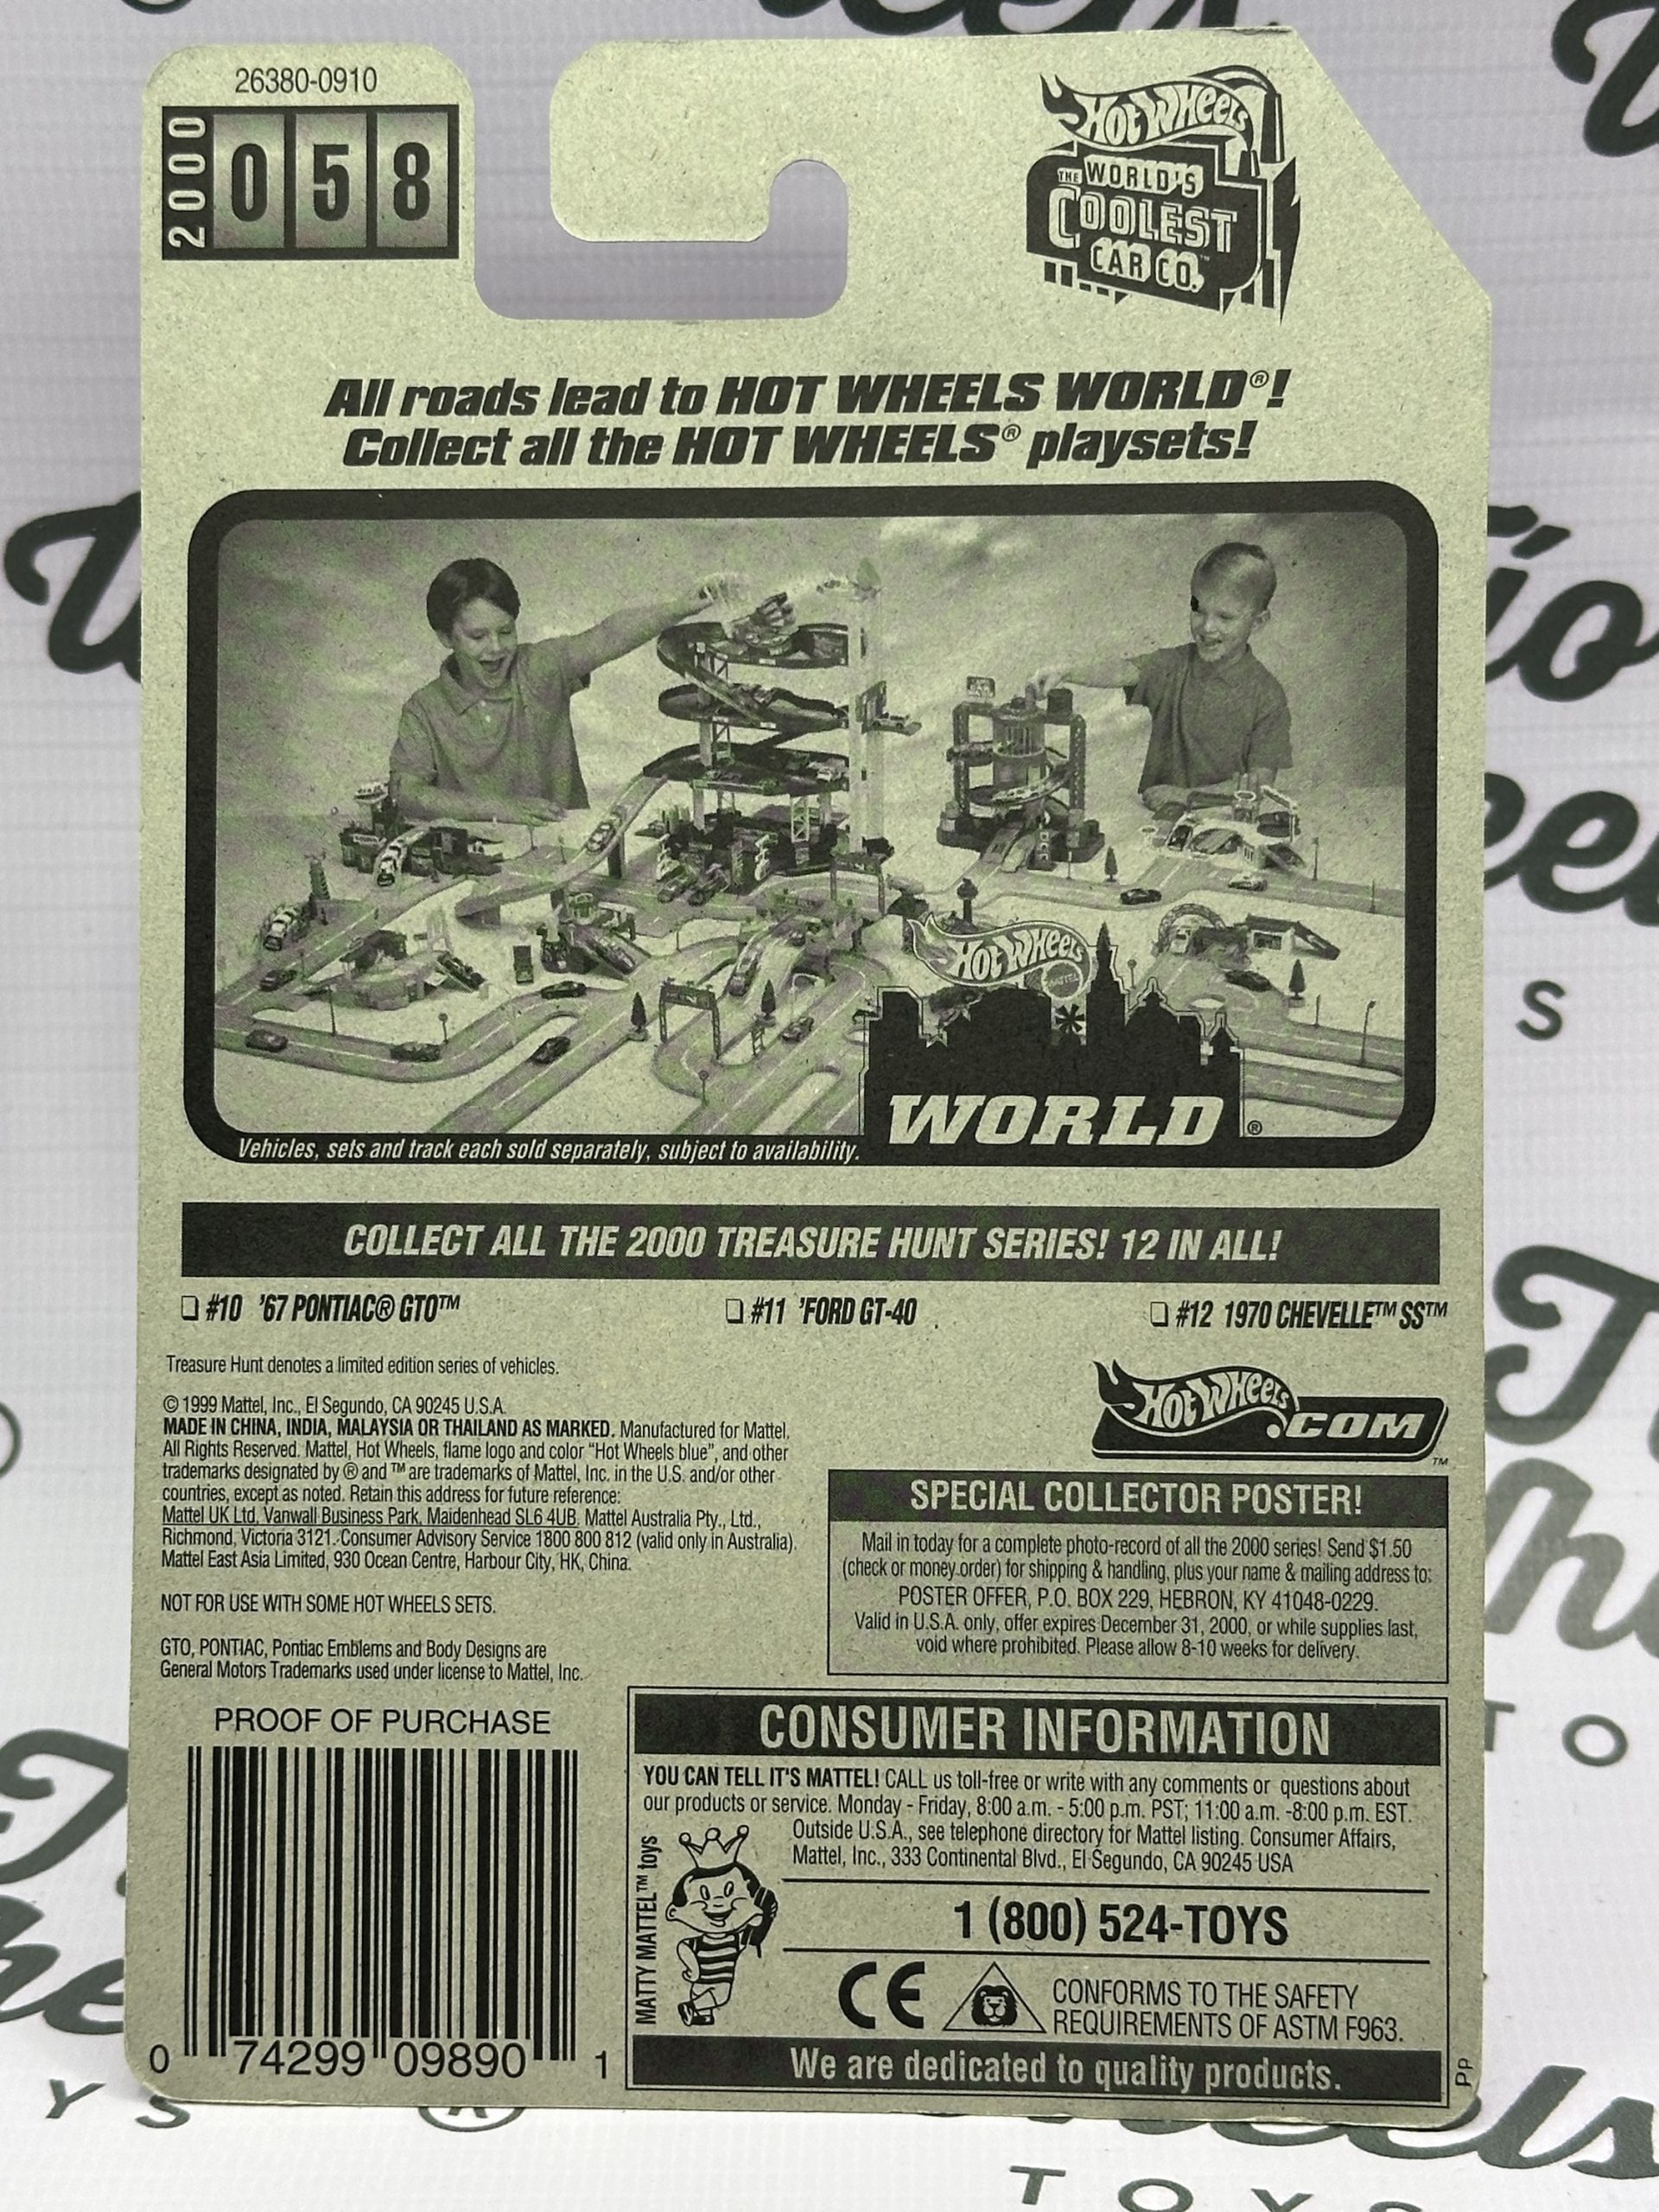 26380-0910
2000 058
HOT WHEELS
THE WORLD'S
COOLEST
CAR CO.™
All roads lead to HOT WHEELS WORLD®!
Collect all the HOT WHEELS® playsets!
HOT WHEELS
MATTEL
WORLD®
Vehicles, sets and track each sold separately, subject to availability.
COLLECT ALL THE 2000 TREASURE HUNT SERIES! 12 IN ALL!
❏ #10 '67 PONTIAC® GTO™ ❏ #11 'FORD GT-40 ❏ #12 1970 CHEVELLE™ SS™
Treasure Hunt denotes a limited edition series of vehicles.
© 1999 Mattel, Inc., El Segundo, CA 90245 U.S.A.
MADE IN CHINA, INDIA, MALAYSIA OR THAILAND AS MARKED. Manufactured for Mattel.
All Rights Reserved. Mattel, Hot Wheels, flame logo and color "Hot Wheels blue", and other
trademarks designated by ® and ™ are trademarks of Mattel, Inc. in the U.S. and/or other
countries, except as noted. Retain this address for future reference:
Mattel UK Ltd, Vanwall Business Park, Maidenhead SL6 4UB. Mattel Australia Pty., Ltd.,
Richmond, Victoria 3121. Consumer Advisory Service 1800 800 812 (valid only in Australia).
Mattel East Asia Limited, 930 Ocean Centre, Harbour City, HK, China.
NOT FOR USE WITH SOME HOT WHEELS SETS.
GTO, PONTIAC, Pontiac Emblems and Body Designs are
General Motors Trademarks used under license to Mattel, Inc.
HOT WHEELS
.COM™
SPECIAL COLLECTOR POSTER!
Mail in today for a complete photo-record of all the 2000 series! Send $1.50
(check or money order) for shipping & handling, plus your name & mailing address to:
POSTER OFFER, P.O. BOX 229, HEBRON, KY 41048-0229.
Valid in U.S.A. only, offer expires December 31, 2000, or while supplies last,
void where prohibited. Please allow 8-10 weeks for delivery.
PROOF OF PURCHASE
0 74299 09890 1
CONSUMER INFORMATION
YOU CAN TELL IT'S MATTEL! CALL us toll-free or write with any comments or questions about
our products or service. Monday - Friday, 8:00 a.m. - 5:00 p.m. PST; 11:00 a.m. -8:00 p.m. EST.
Outside U.S.A., see telephone directory for Mattel listing. Consumer Affairs,
Mattel, Inc., 333 Continental Blvd., El Segundo, CA 90245 USA
MATTY MATTEL™ toys
1 (800) 524-TOYS
CE
CONFORMS TO THE SAFETY
REQUIREMENTS OF ASTM F963.
We are dedicated to quality products.
PP
TOYS